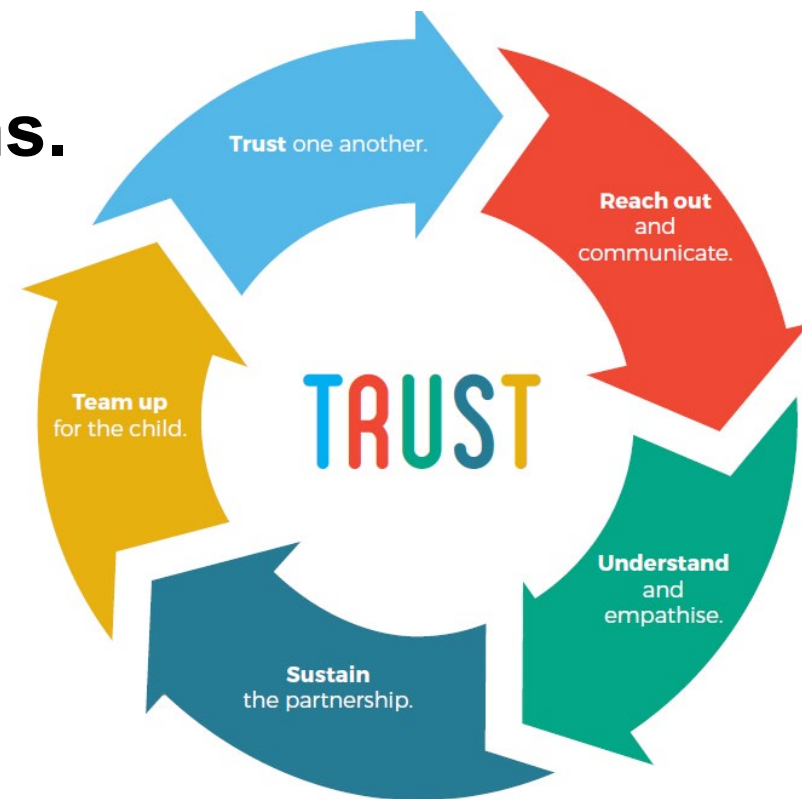 s.
Trust one another.
Reach out
and
communicate.
TRUST
Team up
for the child.
Understand
and
empathise.
Sustain
the partnership.